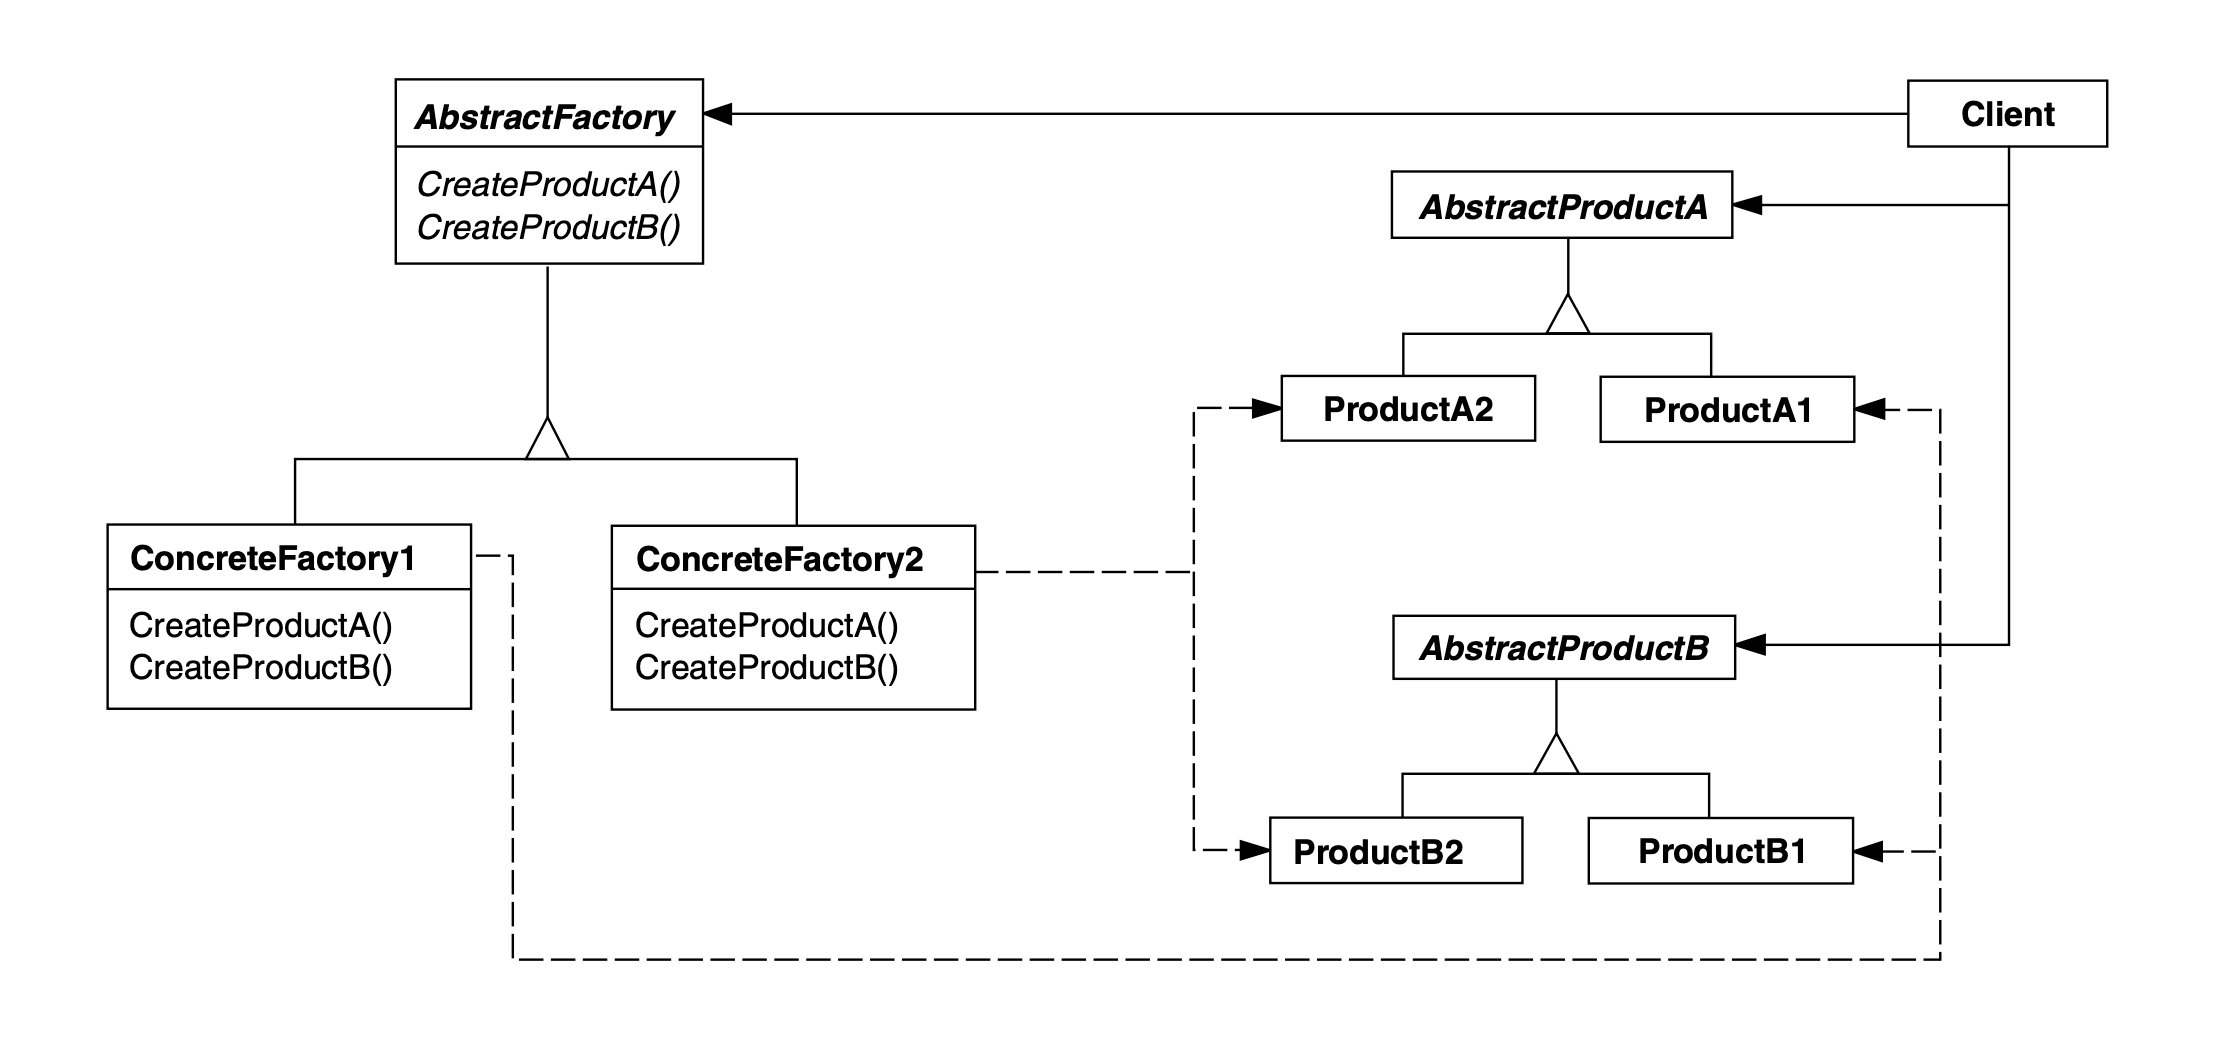 AbstractFactory
CreateProductA()
CreateProductB()
Client
AbstractProductA
ProductA2
ProductA1
ConcreteFactory1
CreateProductA()
CreateProductB()
ConcreteFactory2
CreateProductA()
CreateProductB()
AbstractProductB
ProductB2
ProductB1